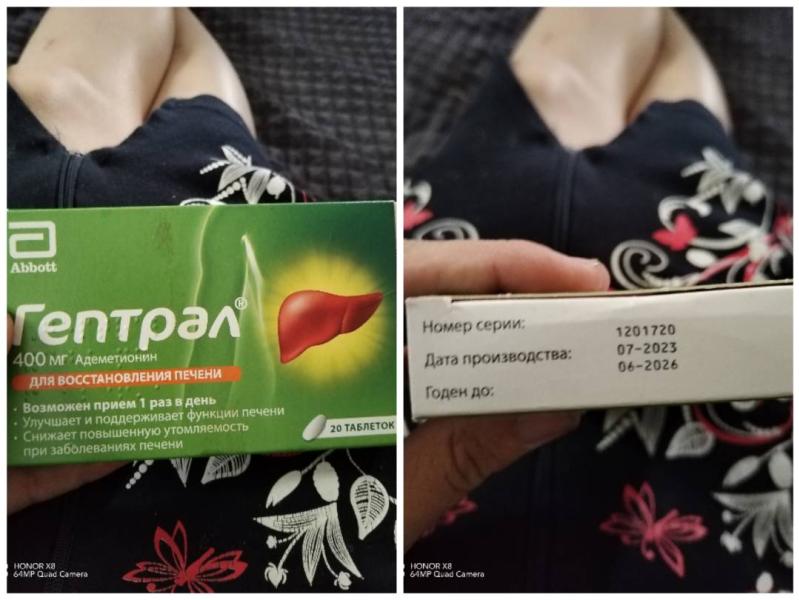 Abbott
Гептрал®
400 мг Адеметионин
ДЛЯ ВОССТАНОВЛЕНИЯ ПЕЧЕНИ
• Возможен прием 1 раз в день
• Улучшает и поддерживает функции печени
• Снижает повышенную утомляемость
при заболеваниях печени
20 ТАБЛЕТОК
HONOR X8
64MP Quad Camera
Номер серии: 1201720
Дата производства: 07-2023
Годен до: 06-2026
HONOR X8
64MP Quad Camera